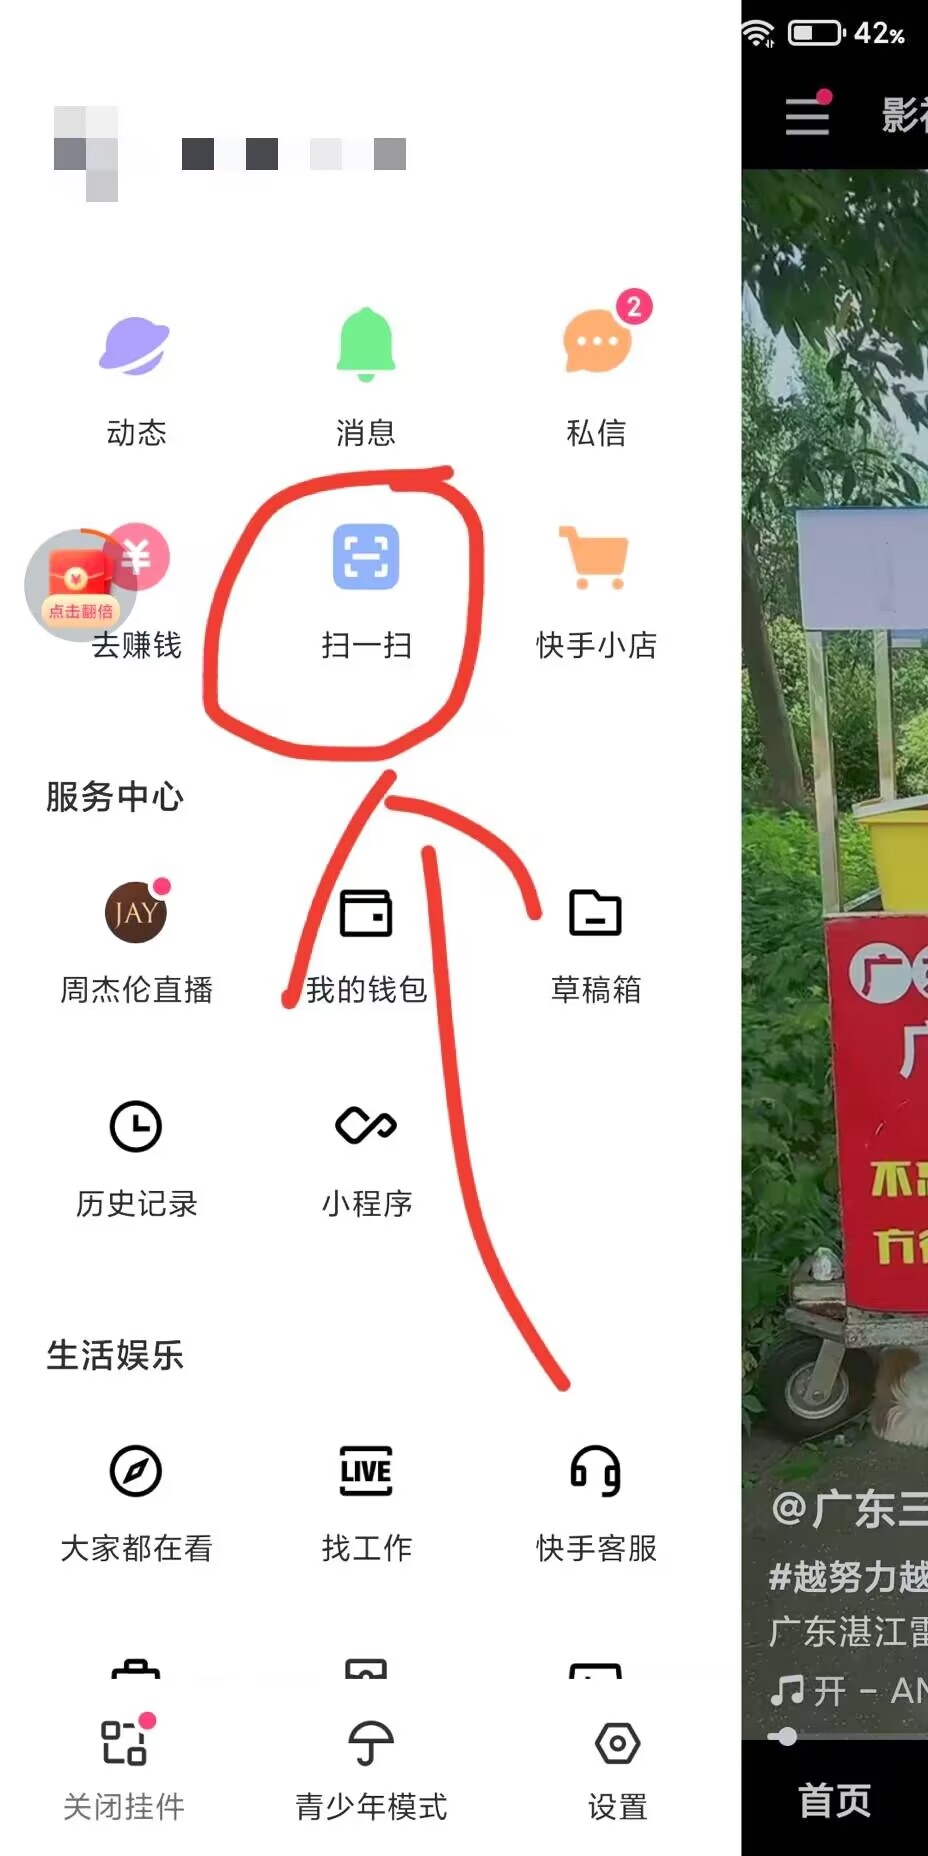 42%
影
2
动态
消息
私信
¥
¥
点击翻倍
去赚钱
扫一扫
快手小店
服务中心
JAY
周杰伦直播
我的钱包
草稿箱
广
广
历史记录
小程序
不
方
生活娱乐
LIVE
大家都在看
找工作
快手客服
@广东三
#越努力越
广东湛江雷
开 - AN
关闭挂件
青少年模式
设置
首页